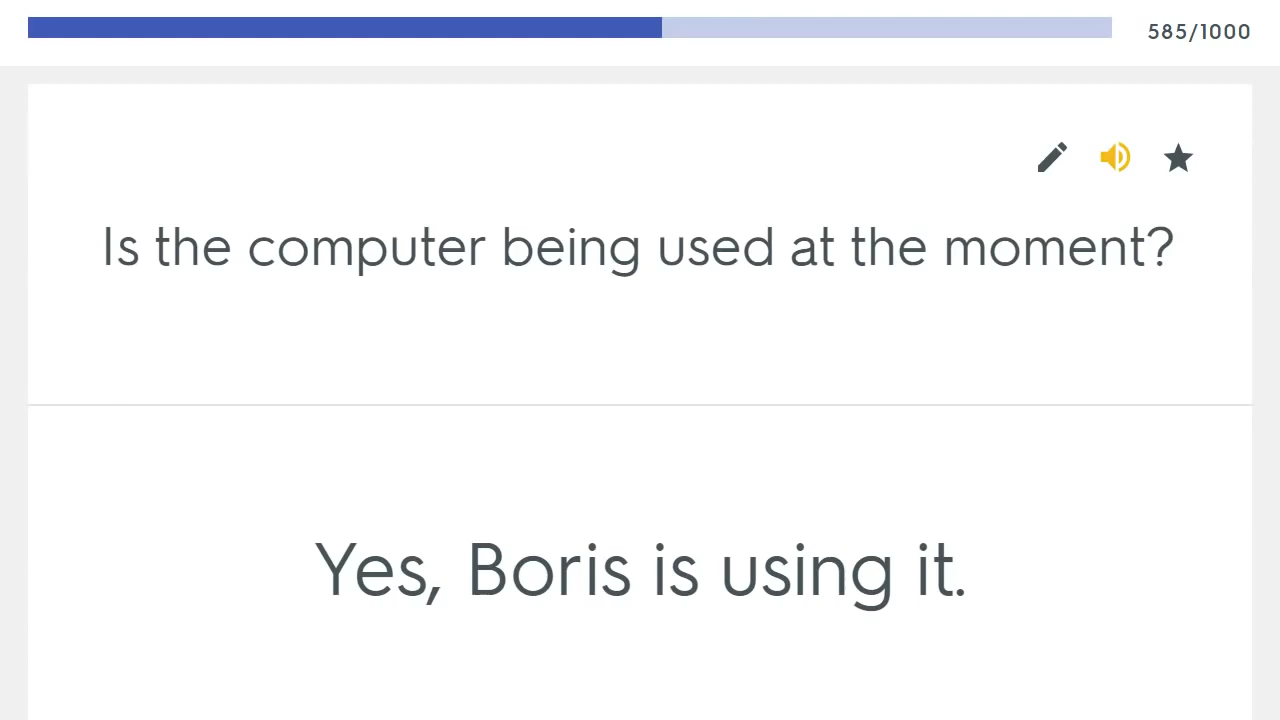 585/1000
Is the computer being used at the moment?
Yes, Boris is using it.